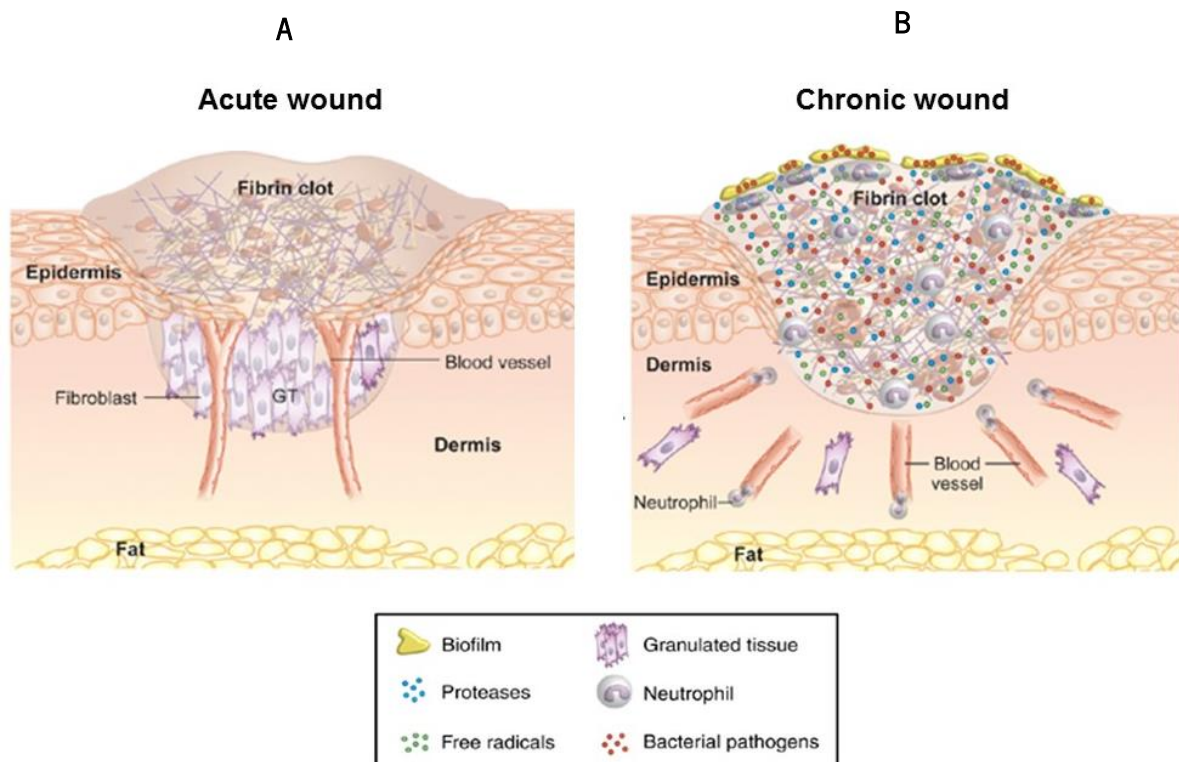 A
B
Acute wound
Chronic wound
Fibrin clot
Epidermis
Blood vessel
Fibroblast
GT
Dermis
Fat
Fibrin clot
Epidermis
Dermis
Blood
vessel
Neutrophil
Fat
Biofilm
Granulated tissue
Proteases
Neutrophil
Free radicals
Bacterial pathogens